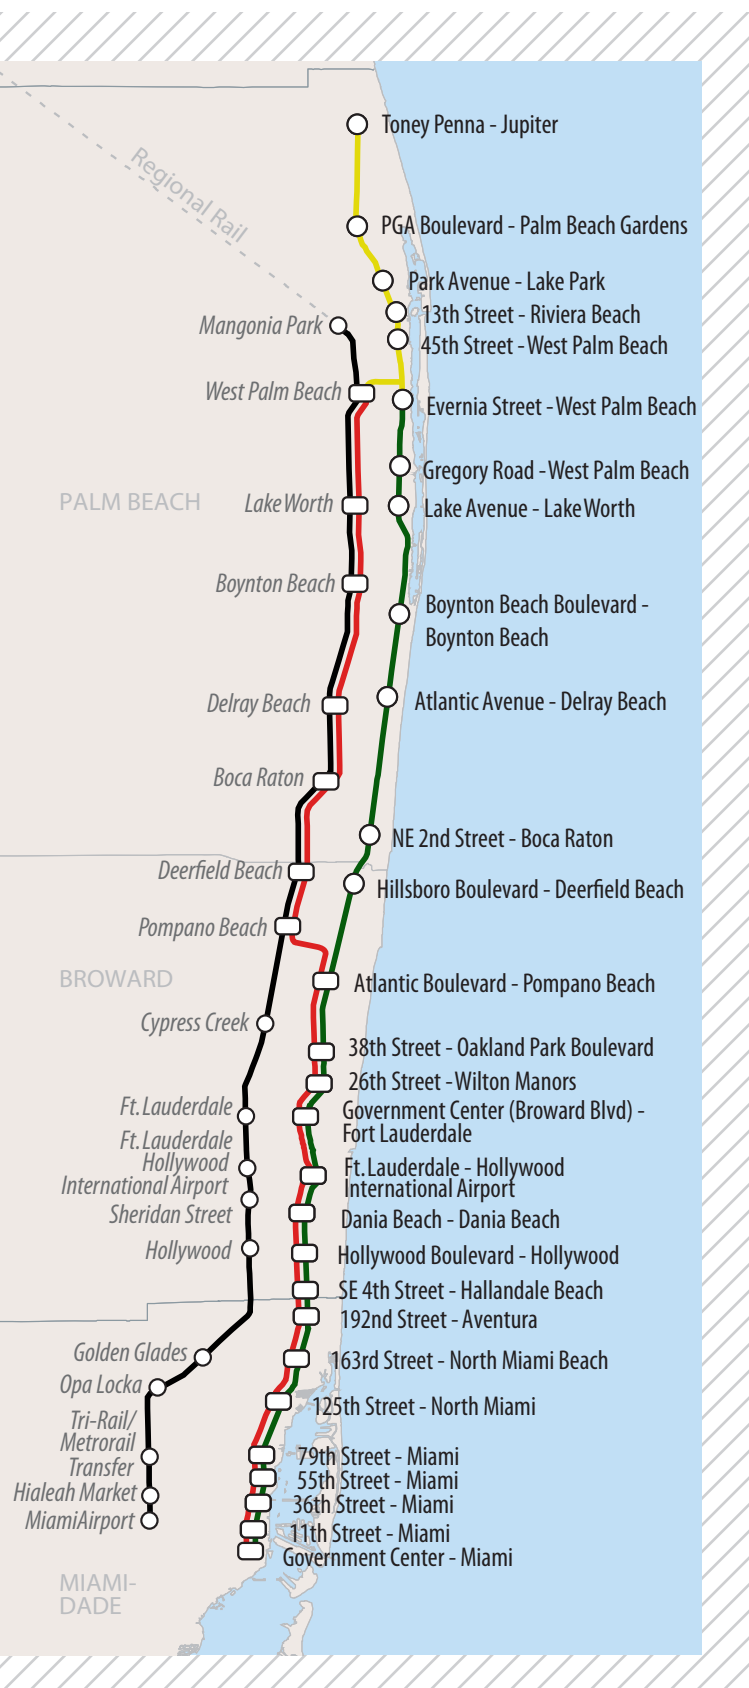 Toney Penna - Jupiter
Regional Rail
PGA Boulevard - Palm Beach Gardens
Park Avenue - Lake Park
13th Street - Riviera Beach
Mangonia Park
45th Street - West Palm Beach
West Palm Beach
Evernia Street - West Palm Beach
Gregory Road - West Palm Beach
PALM BEACH
Lake Worth
Lake Avenue - Lake Worth
Boynton Beach
Boynton Beach Boulevard -
Boynton Beach
Delray Beach
Atlantic Avenue - Delray Beach
Boca Raton
NE 2nd Street - Boca Raton
Deerfield Beach
Hillsboro Boulevard - Deerfield Beach
Pompano Beach
BROWARD
Atlantic Boulevard - Pompano Beach
Cypress Creek
38th Street - Oakland Park Boulevard
26th Street - Wilton Manors
Ft. Lauderdale
Government Center (Broward Blvd) -
Fort Lauderdale
Ft. Lauderdale
Hollywood
International Airport
Ft. Lauderdale - Hollywood
International Airport
Sheridan Street
Dania Beach - Dania Beach
Hollywood
Hollywood Boulevard - Hollywood
SE 4th Street - Hallandale Beach
192nd Street - Aventura
Golden Glades
163rd Street - North Miami Beach
Opa Locka
125th Street - North Miami
Tri-Rail/
Metrorail
Transfer
79th Street - Miami
55th Street - Miami
Hialeah Market
36th Street - Miami
MiamiAirport
11th Street - Miami
Government Center - Miami
MIAMI-
DADE